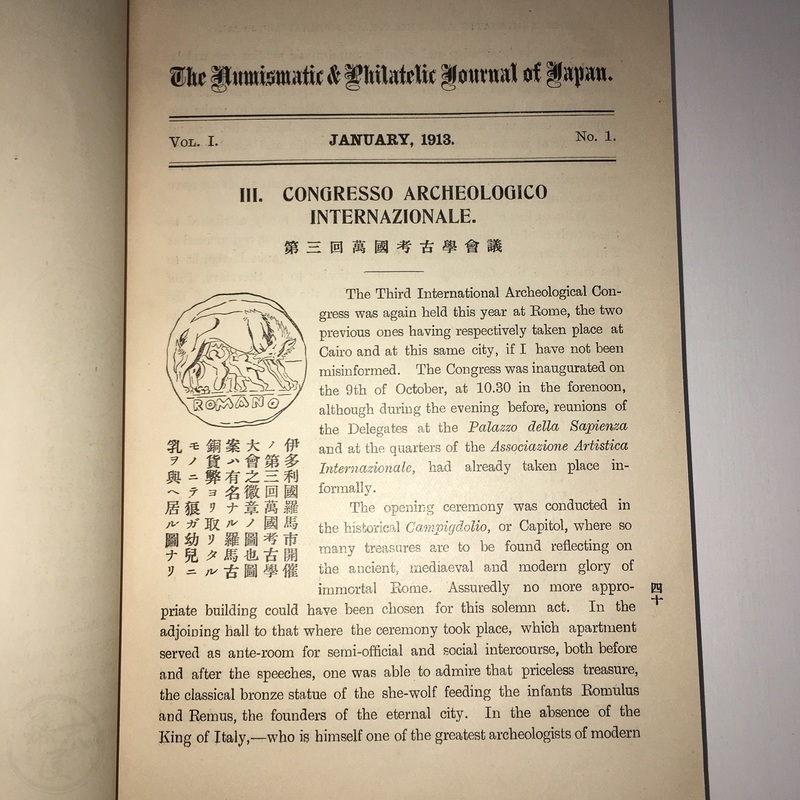 The Numismatic & Philatelic Journal of Japan.
VOL. I.
JANUARY, 1913.
No. 1.
III. CONGRESSO ARCHEOLOGICO
INTERNAZIONALE.
第三回萬國考古學會議
ROMANO
伊多利國羅馬市開催
ノ第三回萬國考古學
大會之徽章ノ圖也圖
案ハ有名ナル羅馬古
銅貨弊ヨリ取リタル
モノニテ狼ガ幼兒ニ
乳ヲ與ヘ居ル圖ナリ
The Third International Archeological Con-
gress was again held this year at Rome, the two
previous ones having respectively taken place at
Cairo and at this same city, if I have not been
misinformed. The Congress was inaugurated on
the 9th of October, at 10.30 in the forenoon,
although during the evening before, reunions of
the Delegates at the Palazzo della Sapienza
and at the quarters of the Associazione Artistica
Internazionale, had already taken place in-
formally.
The opening ceremony was conducted in
the historical Campigdolio, or Capitol, where so
many treasures are to be found reflecting on
the ancient, mediaeval and modern glory of
immortal Rome. Assuredly no more appro-
priate building could have been chosen for this solemn act. In the
adjoining hall to that where the ceremony took place, which apartment
served as ante-room for semi-official and social intercourse, both before
and after the speeches, one was able to admire that priceless treasure,
the classical bronze statue of the she-wolf feeding the infants Romulus
and Remus, the founders of the eternal city. In the absence of the
King of Italy,—who is himself one of the greatest archeologists of modern
四十